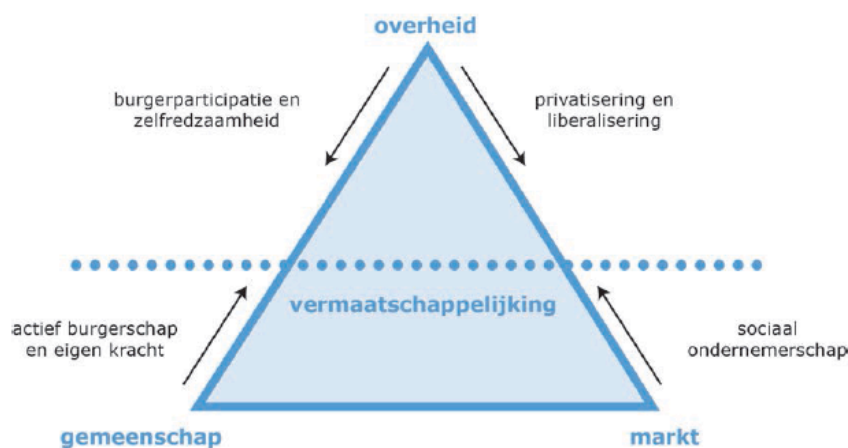 overheid
burgerparticipatie en
zelfredzaamheid
privatisering en
liberalisering
vermaatschappelijking
actief burgerschap
en eigen kracht
sociaal
ondernemerschap
gemeenschap
markt